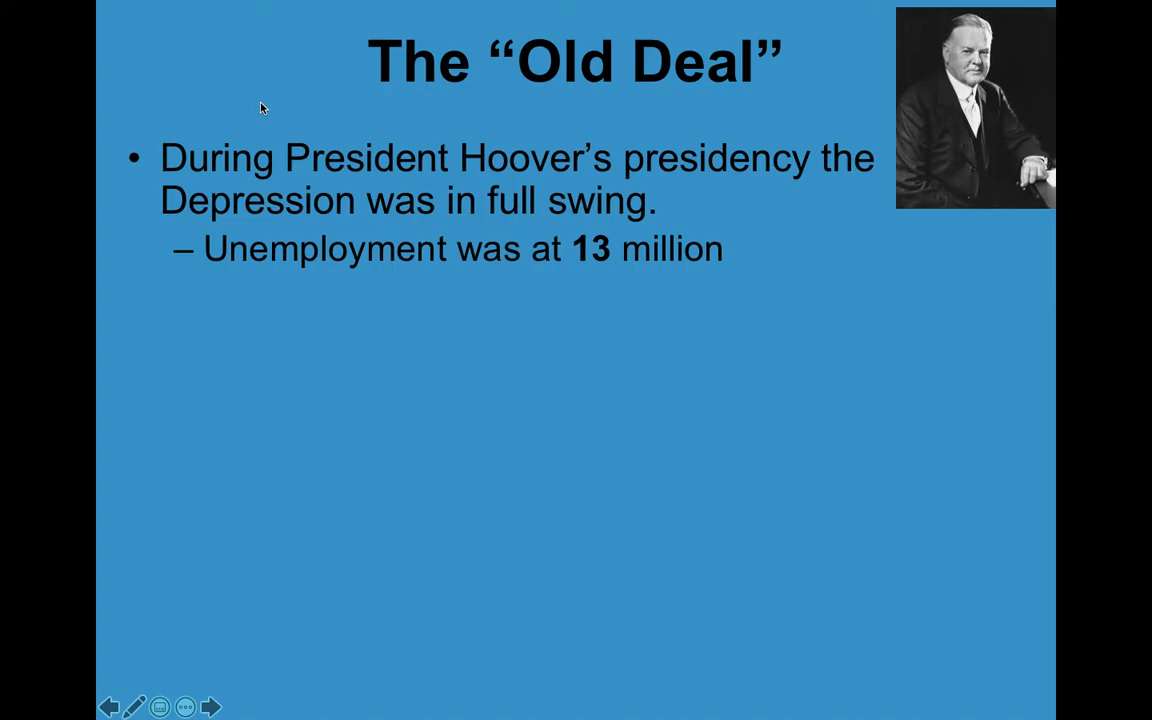 The “Old Deal”
• During President Hoover’s presidency the
Depression was in full swing.
– Unemployment was at 13 million